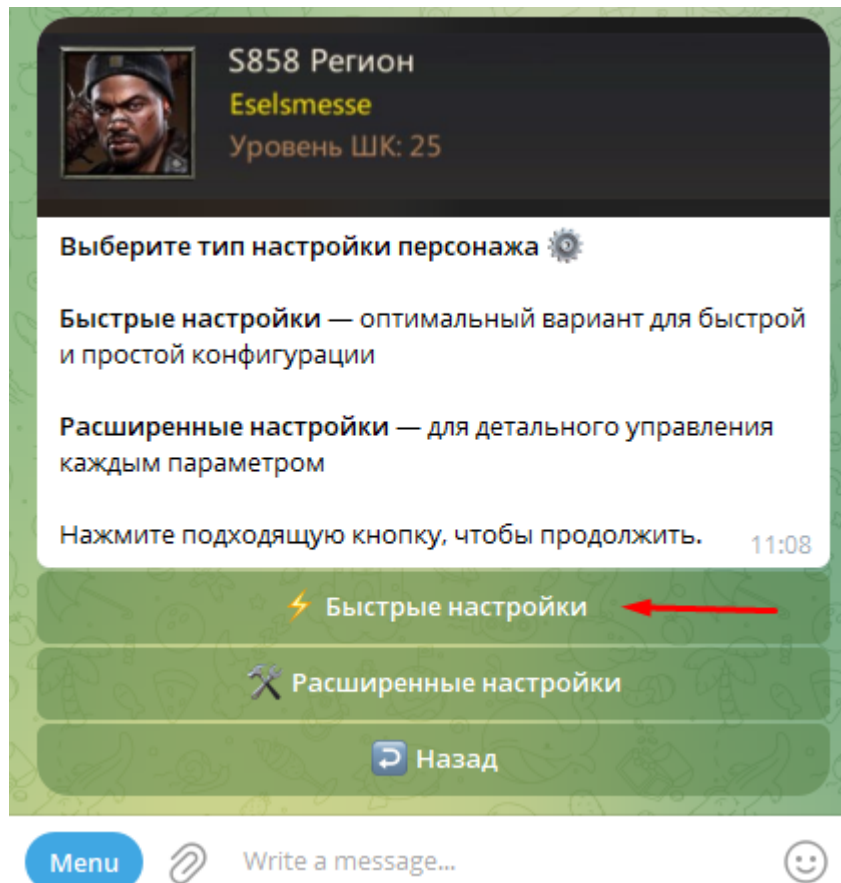 S858 Регион
Eselsmesse
Уровень ШК: 25
Выберите тип настройки персонажа
Быстрые настройки — оптимальный вариант для быстрой
и простой конфигурации
Расширенные настройки — для детального управления
каждым параметром
Нажмите подходящую кнопку, чтобы продолжить.
11:08
Быстрые настройки
Расширенные настройки
Назад
Menu
Write a message...